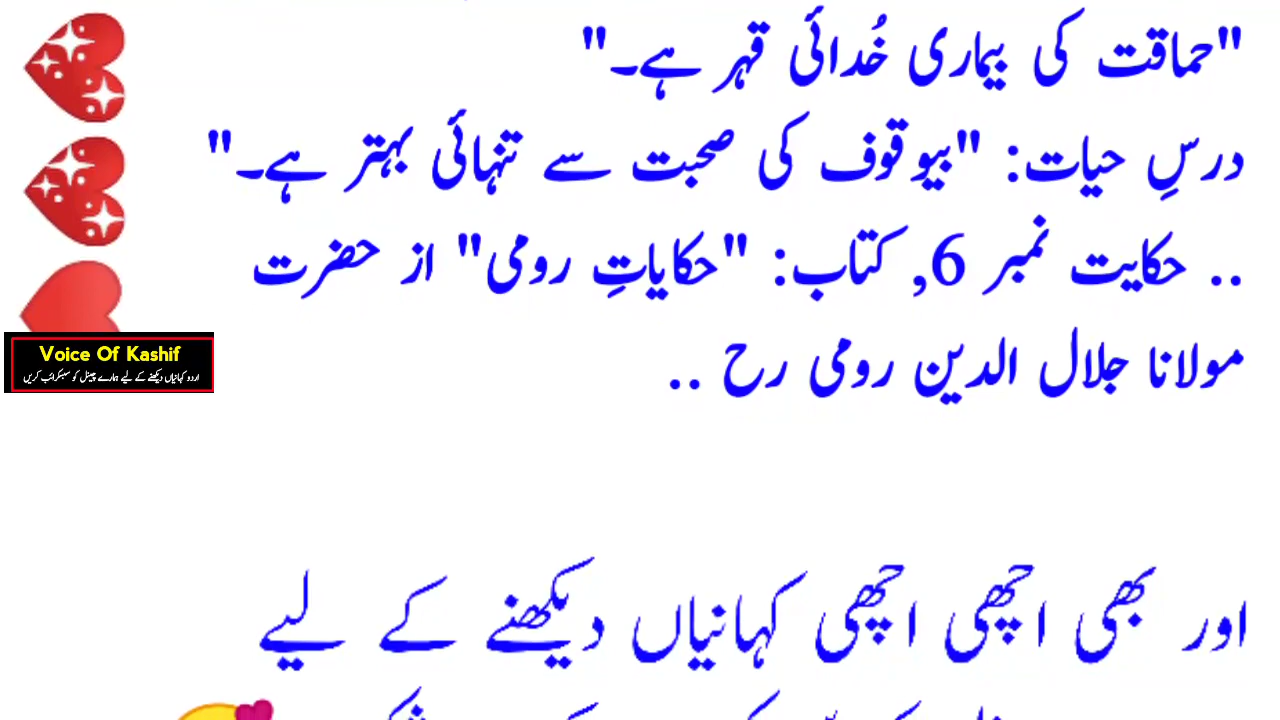 "حماقت کی بیماری خُدائی قہر ہے۔"
درسِ حیات: "بیوقوف کی صحبت سے تنہائی بہتر ہے۔"
.. حکایت نمبر 6, کتاب: "حکایاتِ رومی" از حضرت
مولانا جلال الدین رومی رح ..
Voice Of Kashif
اردو کہانیاں دیکھنے کے لیے ہمارے چینل کو سبسکرائب کریں
اور بھی اچھی اچھی کہانیاں دیکھنے کے لیے